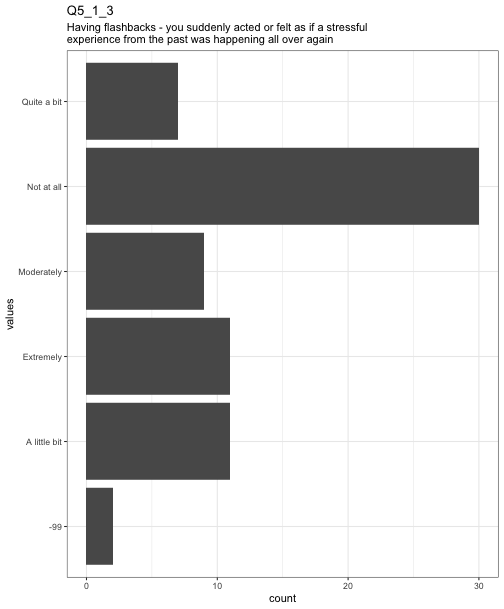 Q5_1_3
Having flashbacks - you suddenly acted or felt as if a stressful
experience from the past was happening all over again
Quite a bit
Not at all
Moderately
Extremely
A little bit
-99
values
0 10 20 30
count